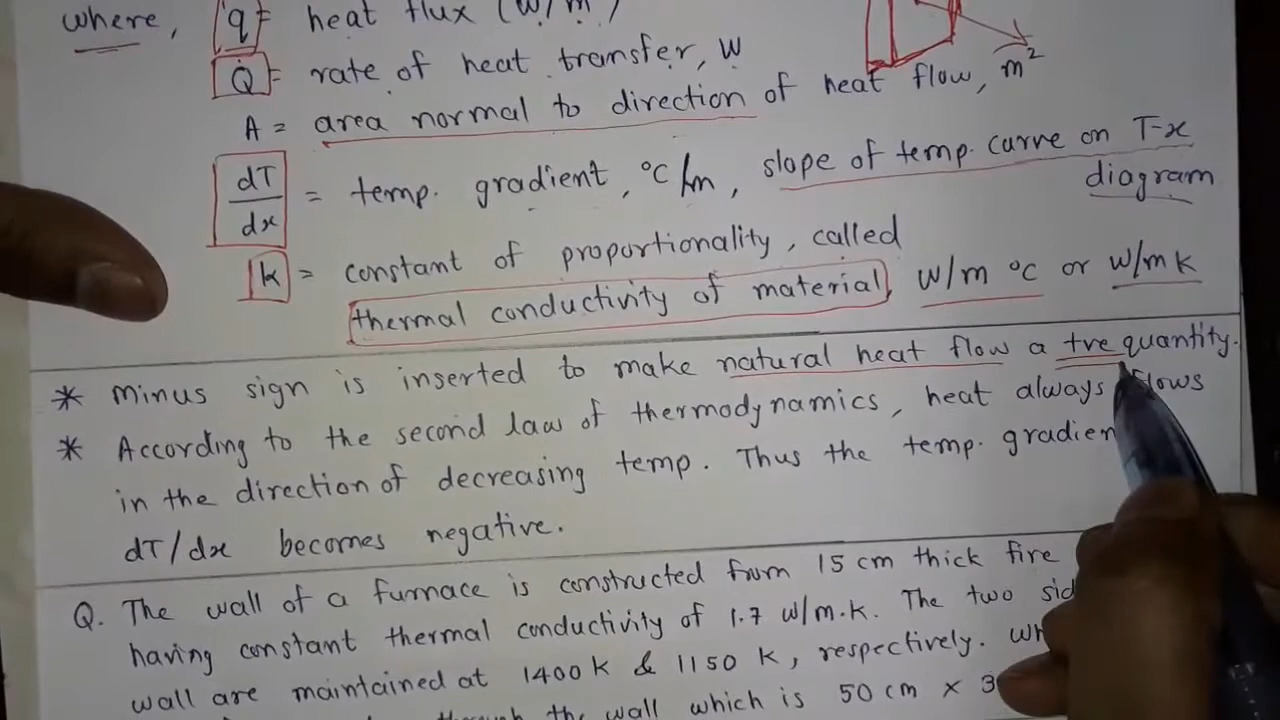 where, q = heat flux (W/m
Q̇ = rate of heat transfer, W
A = area normal to direction of heat flow, m²
dT/dx = temp. gradient, °C/m, slope of temp. curve on T-x
diagram
k = constant of proportionality, called
thermal conductivity of material W/m °C or W/mk
* Minus sign is inserted to make natural heat flow a +ve quantity.
* According to the second law of thermodynamics, heat always flows
in the direction of decreasing temp. Thus the temp. gradien
dT/dx becomes negative.
Q. The wall of a furnace is constructed from 15 cm thick fire
having constant thermal conductivity of 1.7 W/m.k. The two sid
wall are maintained at 1400 k & 1150 k, respectively.
the wall which is 50 cm x 3